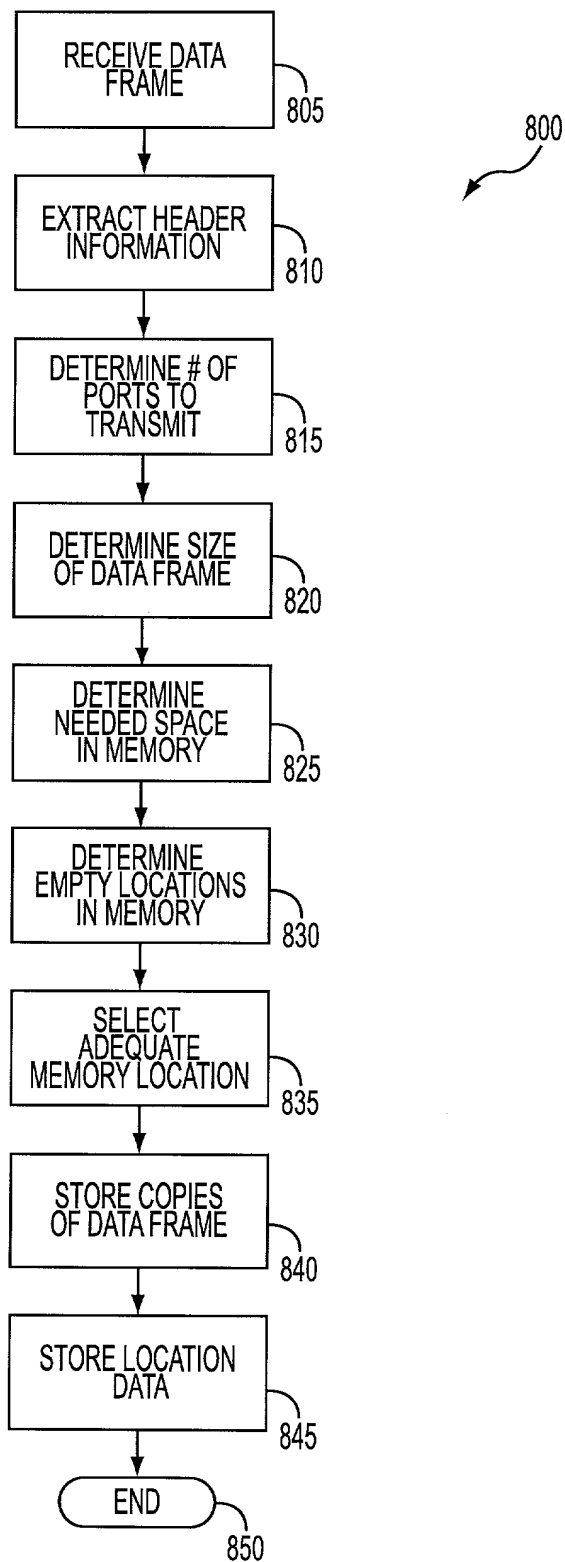 RECEIVE DATA
FRAME
805
800
EXTRACT HEADER
INFORMATION
810
DETERMINE # OF
PORTS TO
TRANSMIT
815
DETERMINE SIZE
OF DATA FRAME
820
DETERMINE
NEEDED SPACE
IN MEMORY
825
DETERMINE
EMPTY LOCATIONS
IN MEMORY
830
SELECT
ADEQUATE
MEMORY LOCATION
835
STORE COPIES
OF DATA FRAME
840
STORE LOCATION
DATA
845
END
850